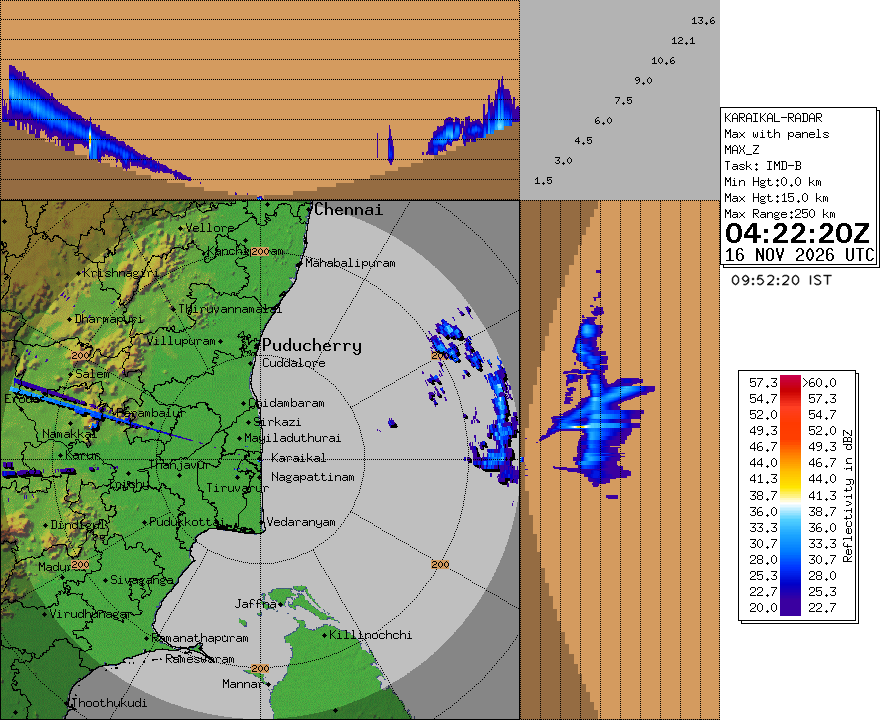 13.6
12.1
10.6
9.0
7.5
6.0
4.5
3.0
1.5
KARAIKAL-RADAR
Max with panels
MAX_Z
Task: IMD-B
Min Hgt:0.0 km
Max Hgt:15.0 km
Max Range:250 km
04:22:20Z
16 NOV 2026 UTC
09:52:20 IST
Chennai
Vellore
200
Mahabalipuram
Krishnagiri
Thiruvannamalai
Dharmapuri
Villupuram
Puducherry
200
200
Cuddalore
Salem
Erode
Chidambaram
Perambalur
Sirkazi
Namakkal
Mayiladuthurai
Karur
Karaikal
Thanjavur
Nagapattinam
Tiruvarur
Dindigul
Pudukkottai
Vedaranyam
200
200
Sivaganga
Jaffna
Virudhunagar
Killinochchi
Ramanathapuram
Rameswaram
200
Mannar
Thoothukudi
57.3 >60.0
54.7 57.3
52.0 54.7
49.3 52.0
46.7 49.3
44.0 46.7
41.3 44.0
38.7 41.3
36.0 38.7
33.3 36.0
30.7 33.3
28.0 30.7
25.3 28.0
22.7 25.3
20.0 22.7
Reflectivity in dBZ